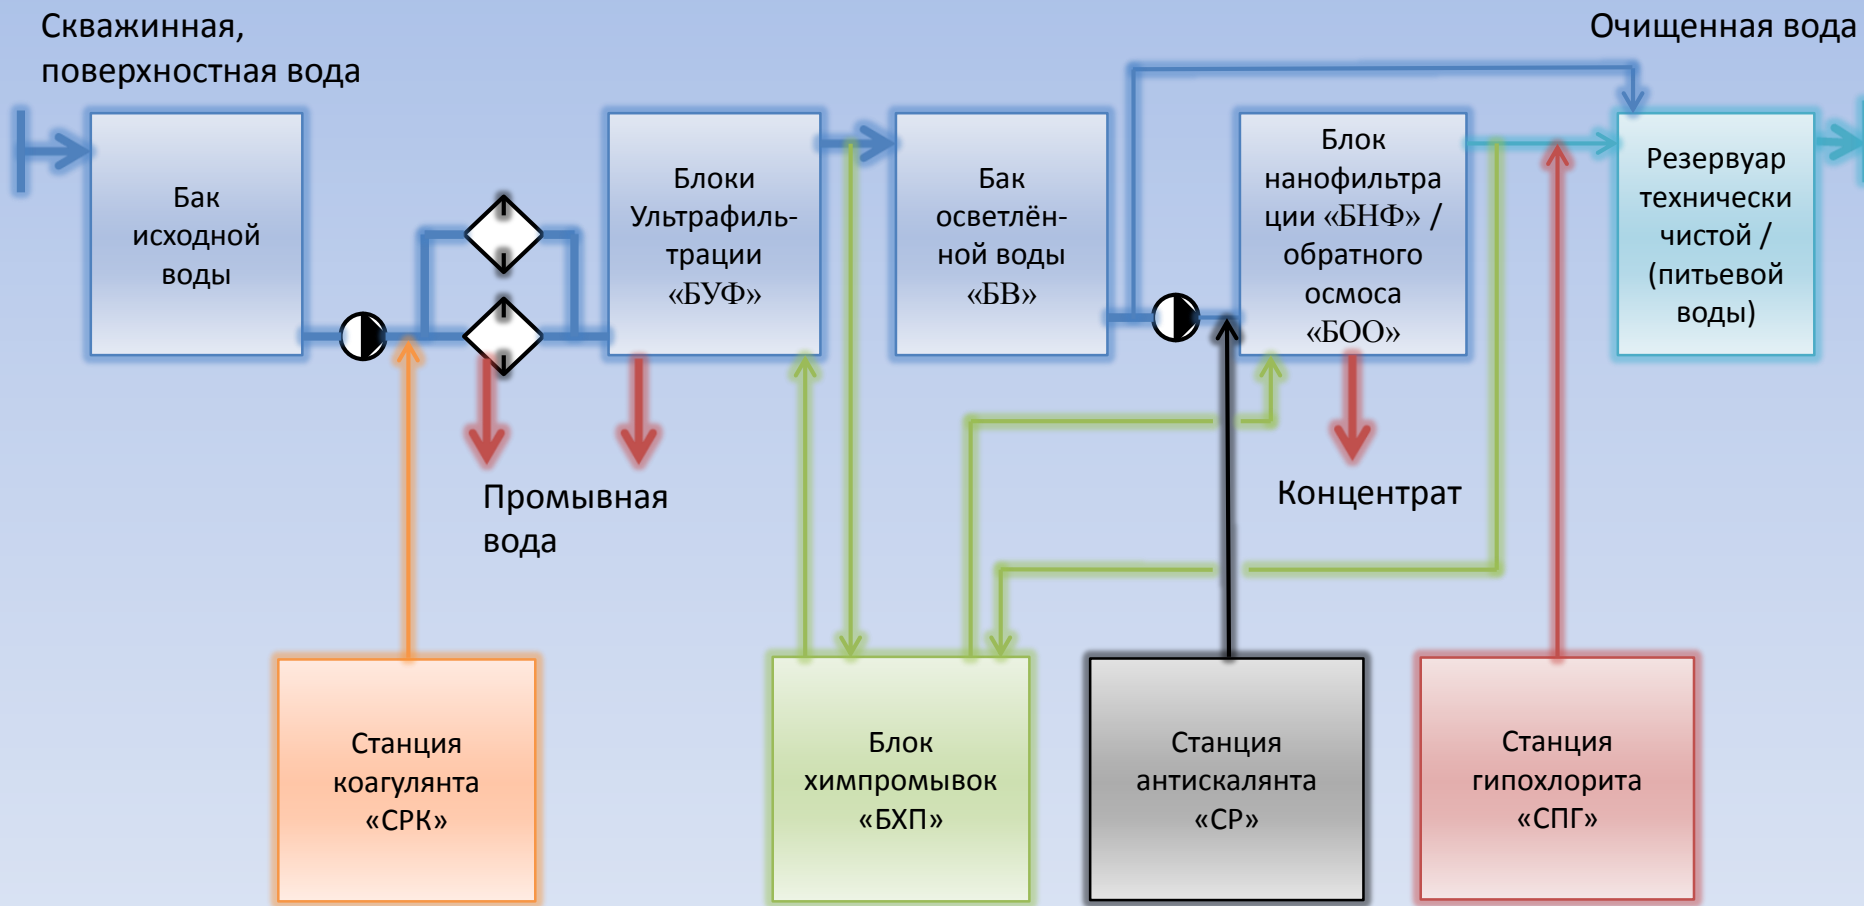 Скважинная,
поверхностная вода
Очищенная вода
Бак
исходной
воды
Блоки
Ультрафиль-
трации
«БУФ»
Бак
осветлён-
ной воды
«БВ»
Блок
нанофильтра
ции «БНФ» /
обратного
осмоса
«БОО»
Резервуар
технически
чистой /
(питьевой
воды)
Промывная
вода
Концентрат
Станция
коагулянта
«СРК»
Блок
химпромывок
«БХП»
Станция
антискалянта
«СР»
Станция
гипохлорита
«СПГ»